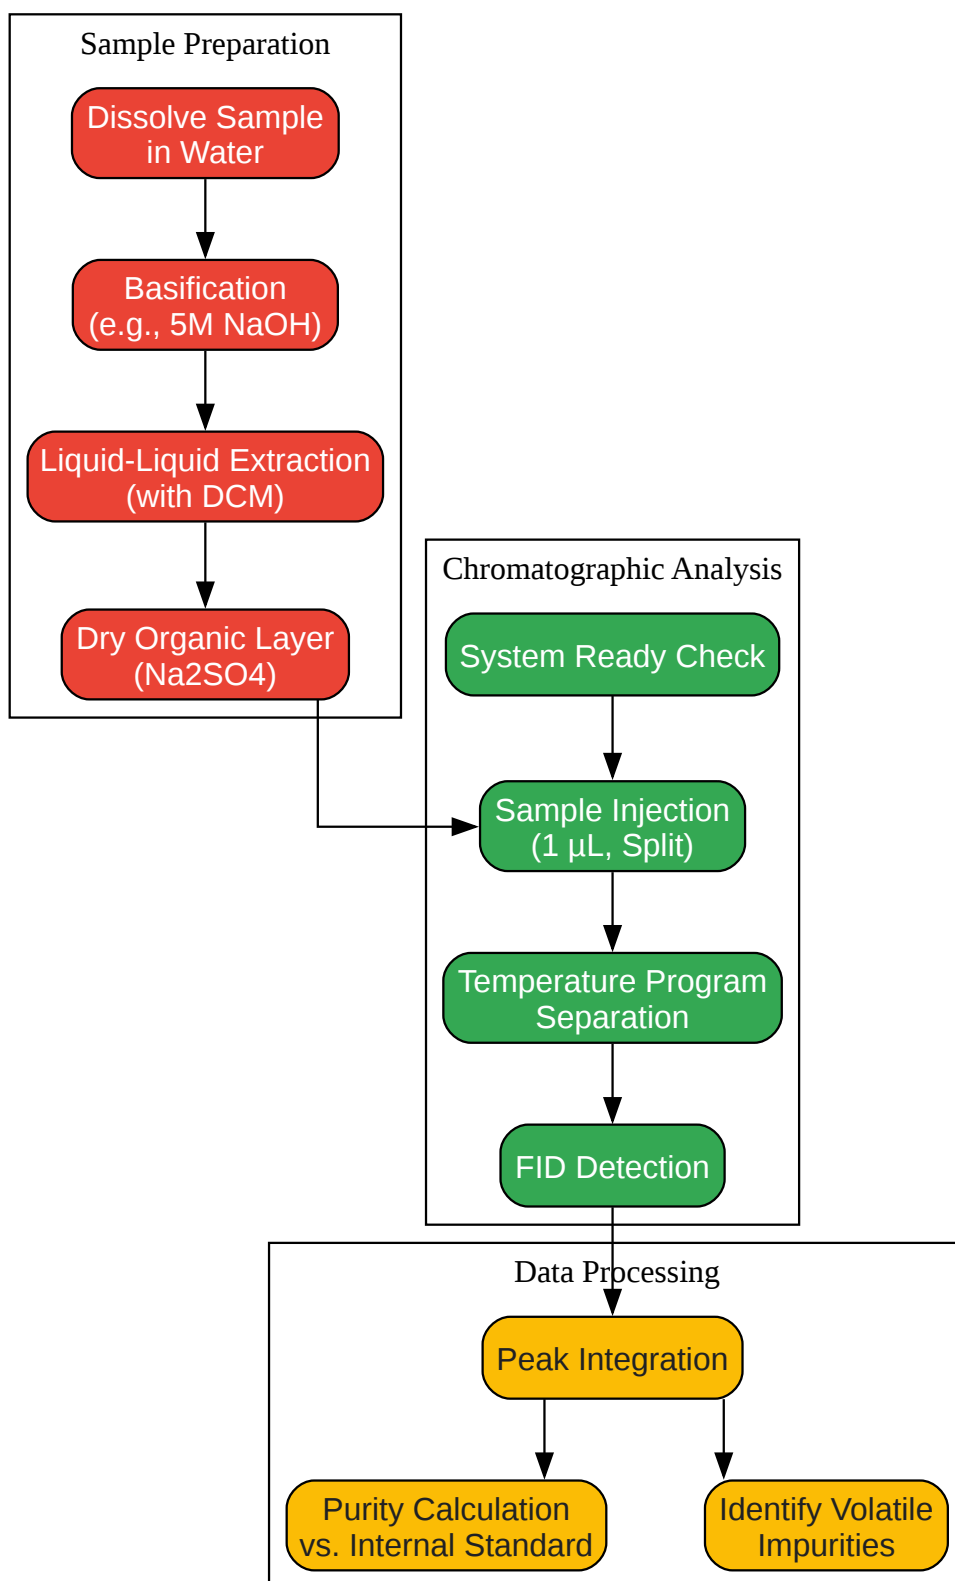 Sample Preparation
Dissolve Sample
in Water
Basification
(e.g., 5M NaOH)
Liquid-Liquid Extraction
(with DCM)
Dry Organic Layer
(Na2SO4)
Chromatographic Analysis
System Ready Check
Sample Injection
(1 µL, Split)
Temperature Program
Separation
FID Detection
Data Processing
Peak Integration
Purity Calculation
vs. Internal Standard
Identify Volatile
Impurities